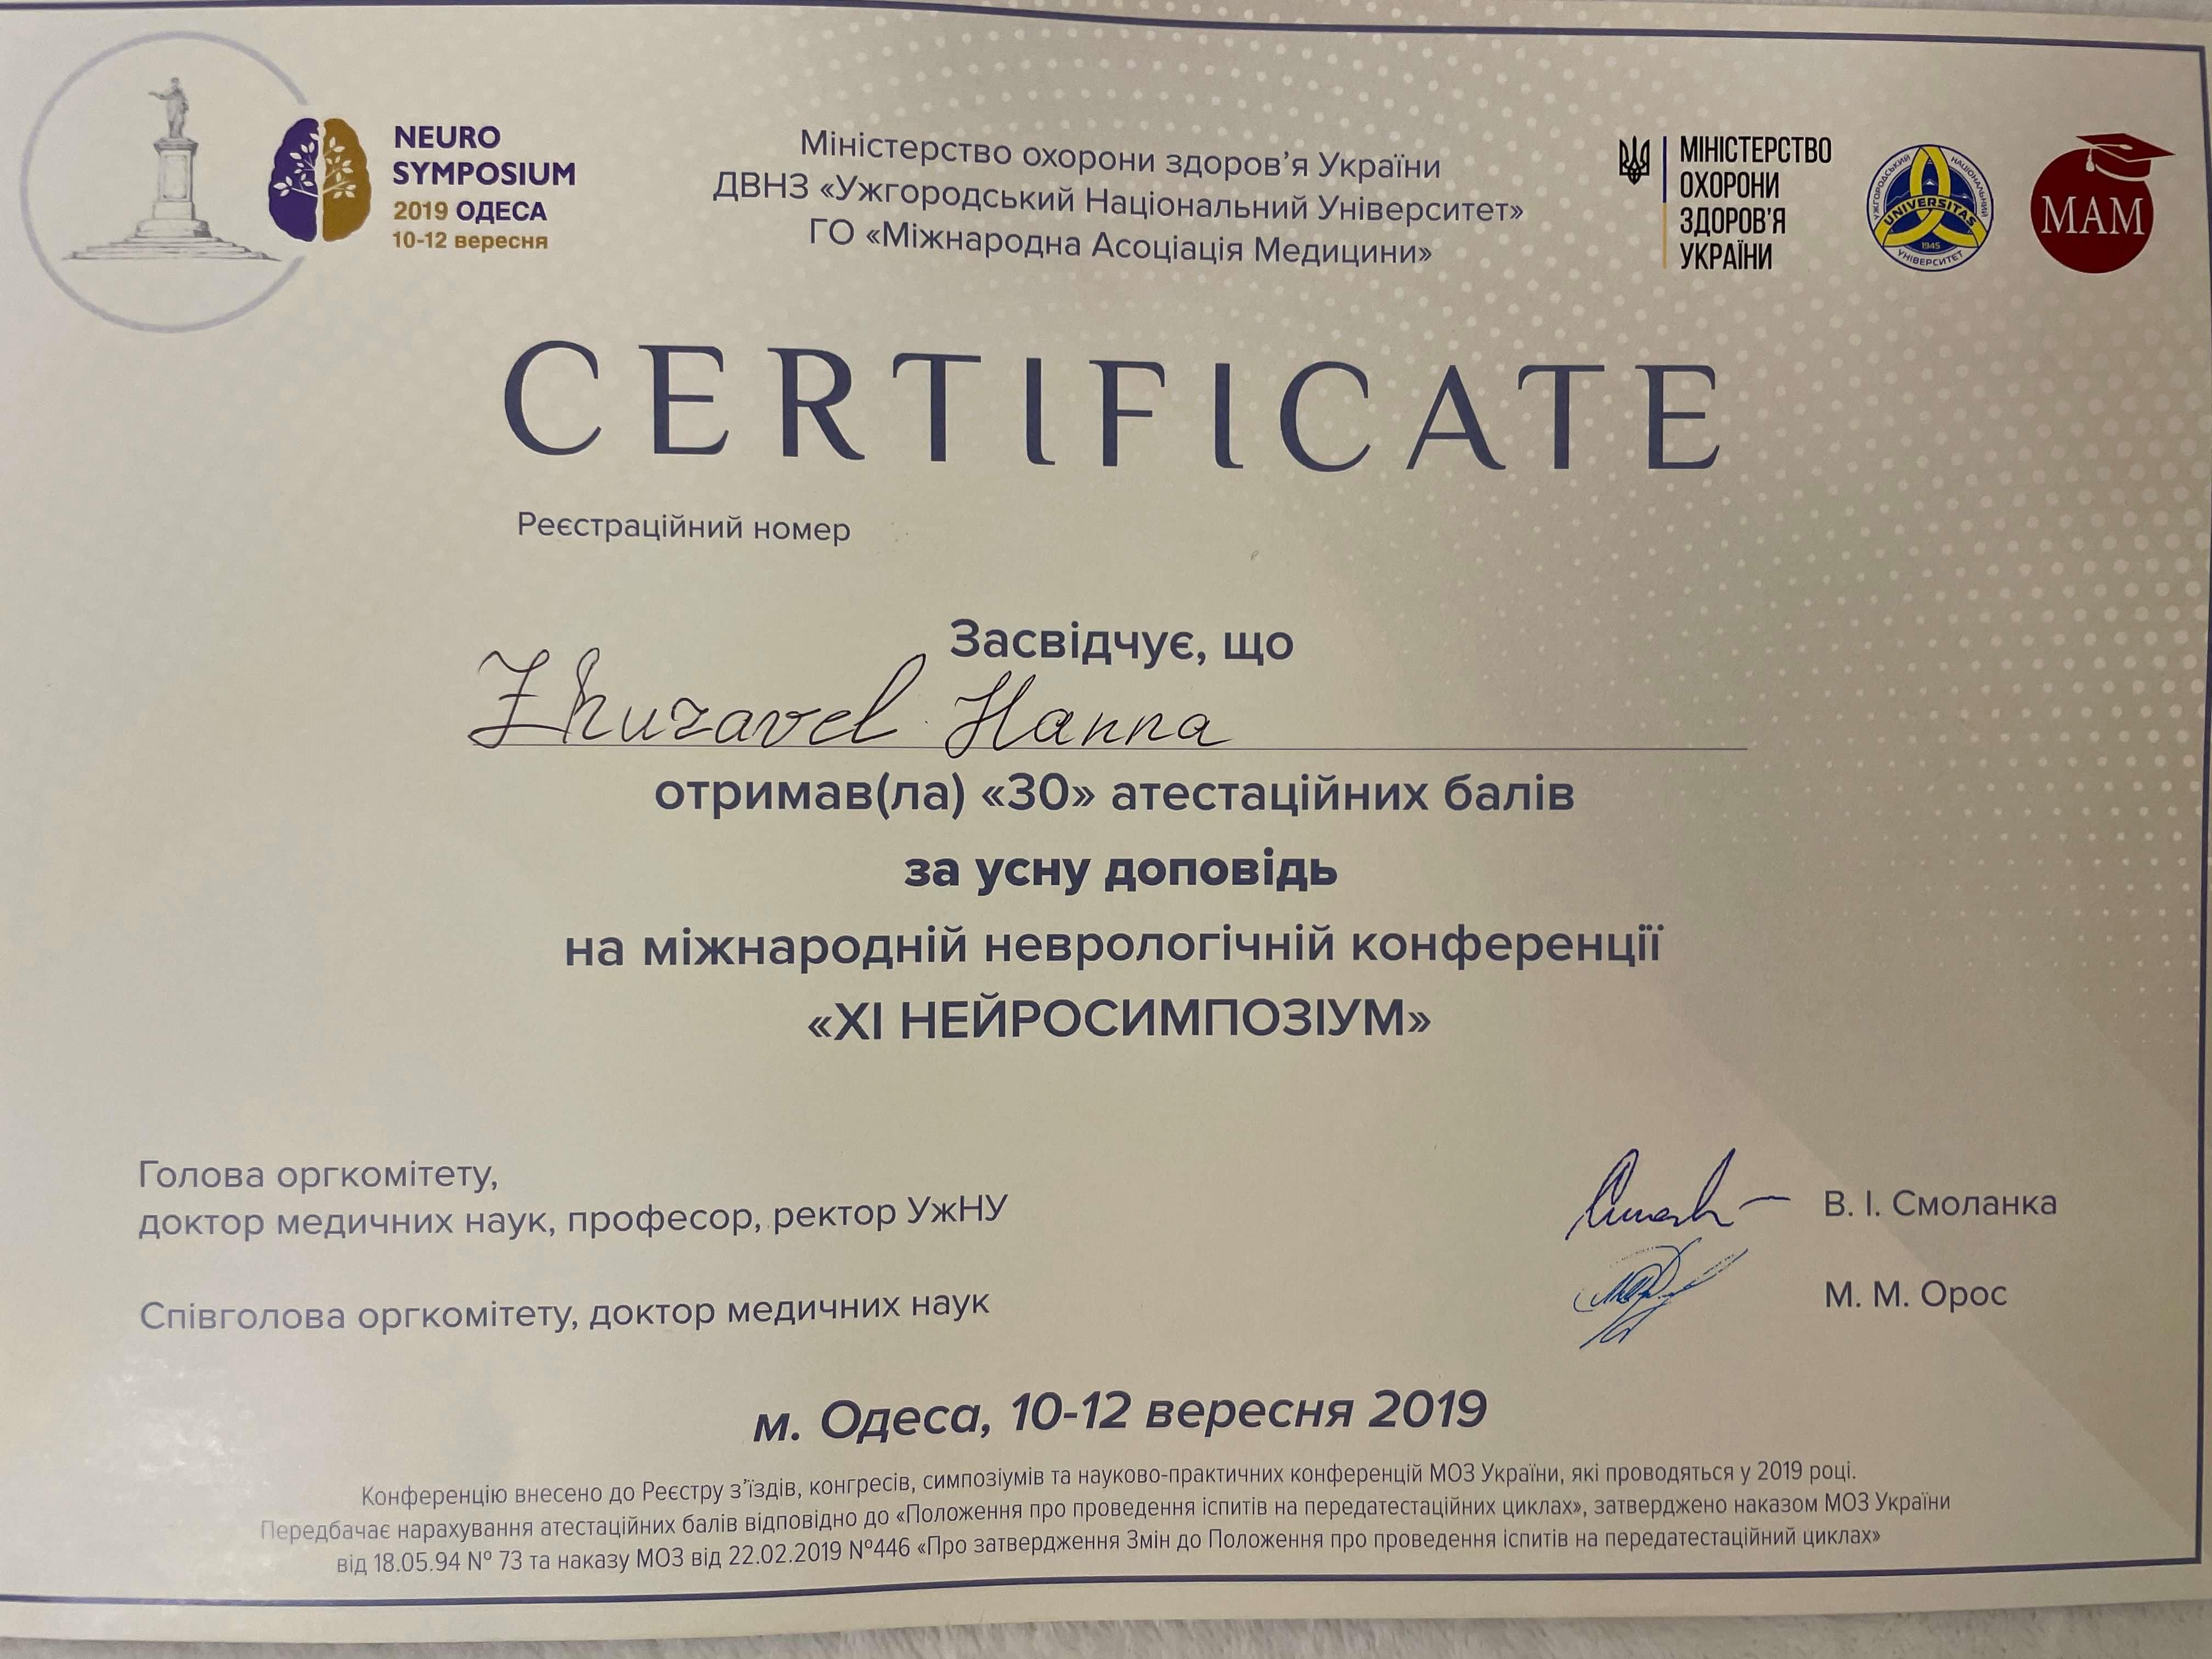 NEURO
SYMPOSIUM
2019 ОДЕСА
10-12 вересня
Міністерство охорони здоров’я України
ДВНЗ «Ужгородський Національний Університет»
ГО «Міжнародна Асоціація Медицини»
МІНІСТЕРСТВО
ОХОРОНИ
ЗДОРОВ'Я
УКРАЇНИ
УЖГОРОДСЬКИЙ НАЦІОНАЛЬНИЙ УНІВЕРСИТЕТ
UNIVERSITAS
1945
МАМ
CERTIFICATE
Реєстраційний номер
Засвідчує, що
Zhuravel Hanna
отримав(ла) «30» атестаційних балів
за усну доповідь
на міжнародній неврологічній конференції
«XI НЕЙРОСИМПОЗІУМ»
Голова оргкомітету,
доктор медичних наук, професор, ректор УжНУ
В. І. Смоланка
Співголова оргкомітету, доктор медичних наук
М. М. Орос
м. Одеса, 10-12 вересня 2019
Конференцію внесено до Реєстру з’їздів, конгресів, симпозіумів та науково-практичних конференцій МОЗ України, які проводяться у 2019 році.
Передбачає нарахування атестаційних балів відповідно до «Положення про проведення іспитів на передатестаційних циклах», затверджено наказом МОЗ України
від 18.05.94 № 73 та наказу МОЗ від 22.02.2019 №446 «Про затвердження Змін до Положення про проведення іспитів на передатестаційний циклах»